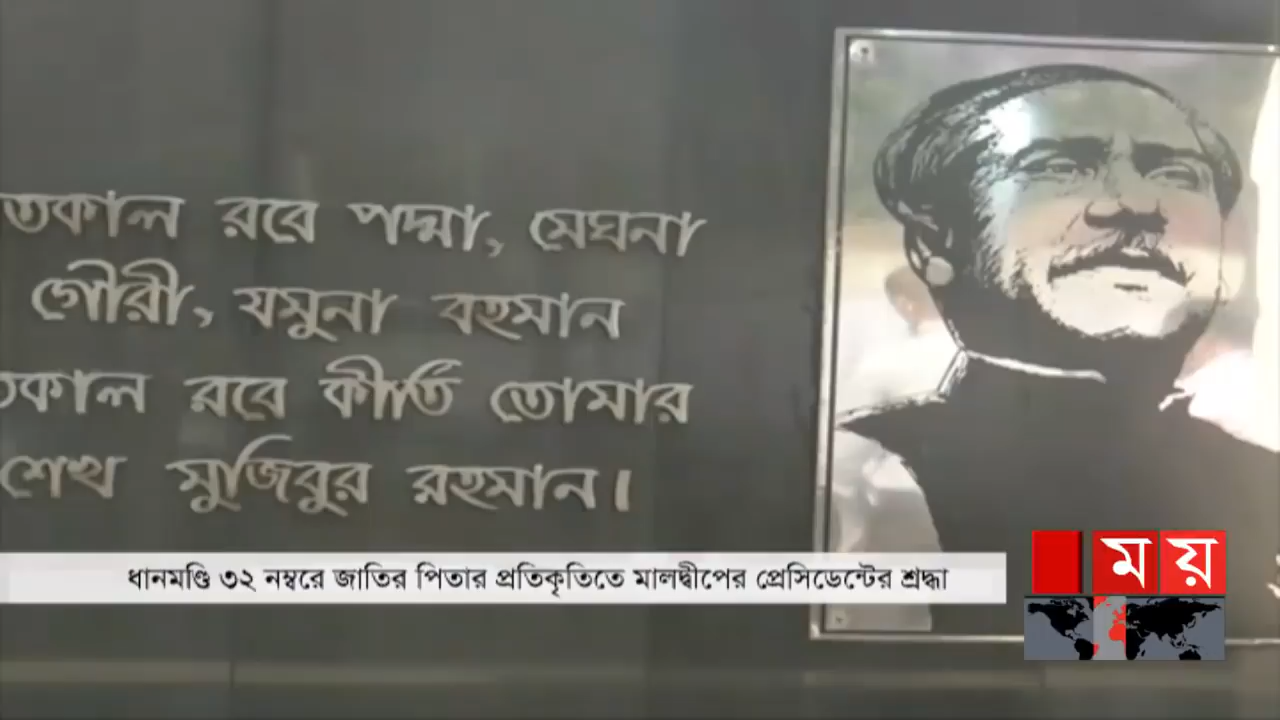 তকাল রবে পদ্মা, মেঘনা
গৌরী, যমুনা বহমান
তকাল রবে কীর্তি তোমার
শেখ মুজিবুর রহমান।
ধানমণ্ডি ৩২ নম্বরে জাতির পিতার প্রতিকৃতিতে মালদ্বীপের প্রেসিডেন্টের শ্রদ্ধা
ময়